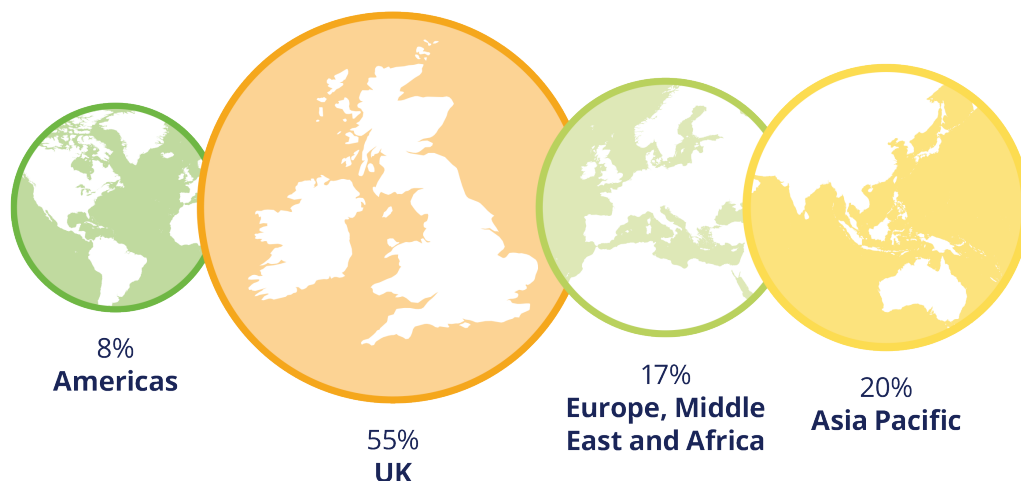 8%
Americas
55%
UK
17%
Europe, Middle
East and Africa
20%
Asia Pacific